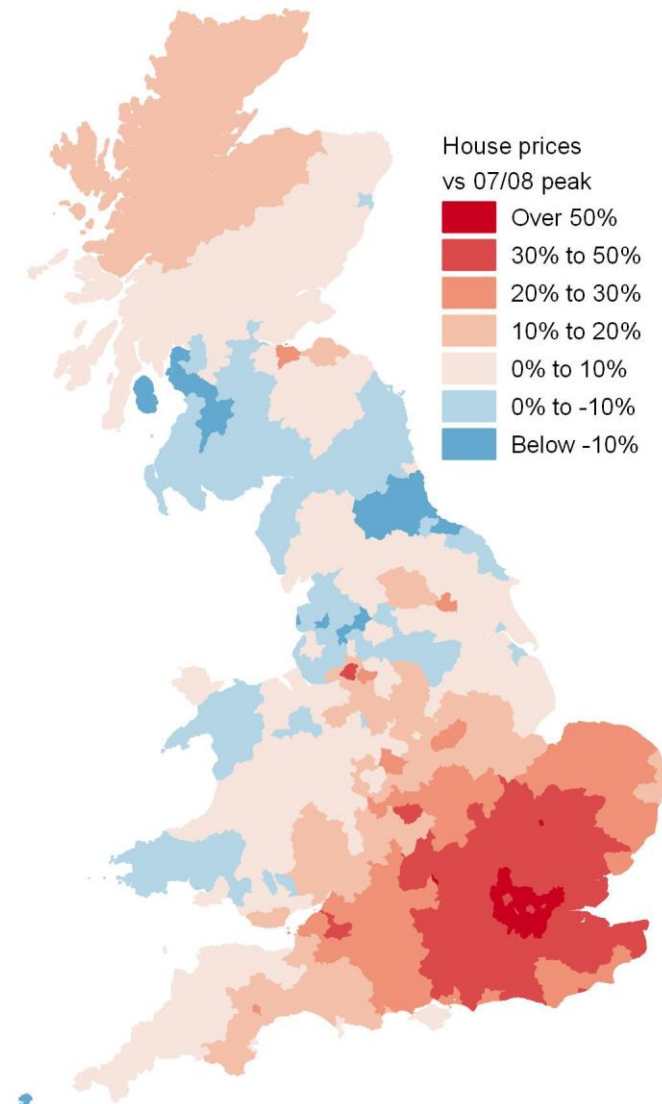 House prices
vs 07/08 peak
Over 50%
30% to 50%
20% to 30%
10% to 20%
0% to 10%
0% to -10%
Below -10%